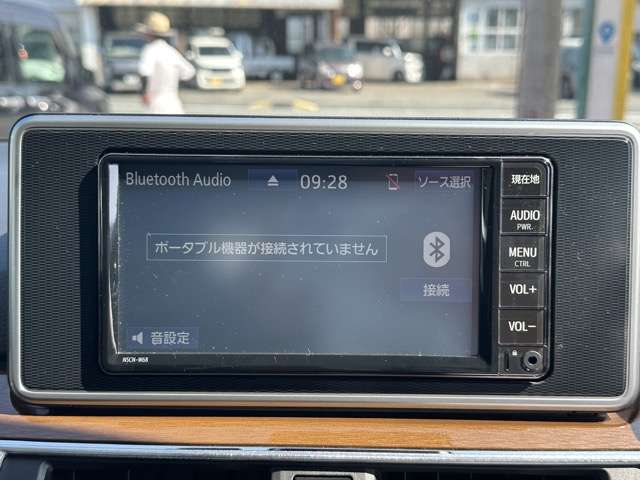 Bluetooth Audio 09:28 ソース選択
ポータブル機器が接続されていません
接続
音設定
NSCN-W68
現在地
AUDIO
PWR.
MENU
CTRL
VOL+
VOL−